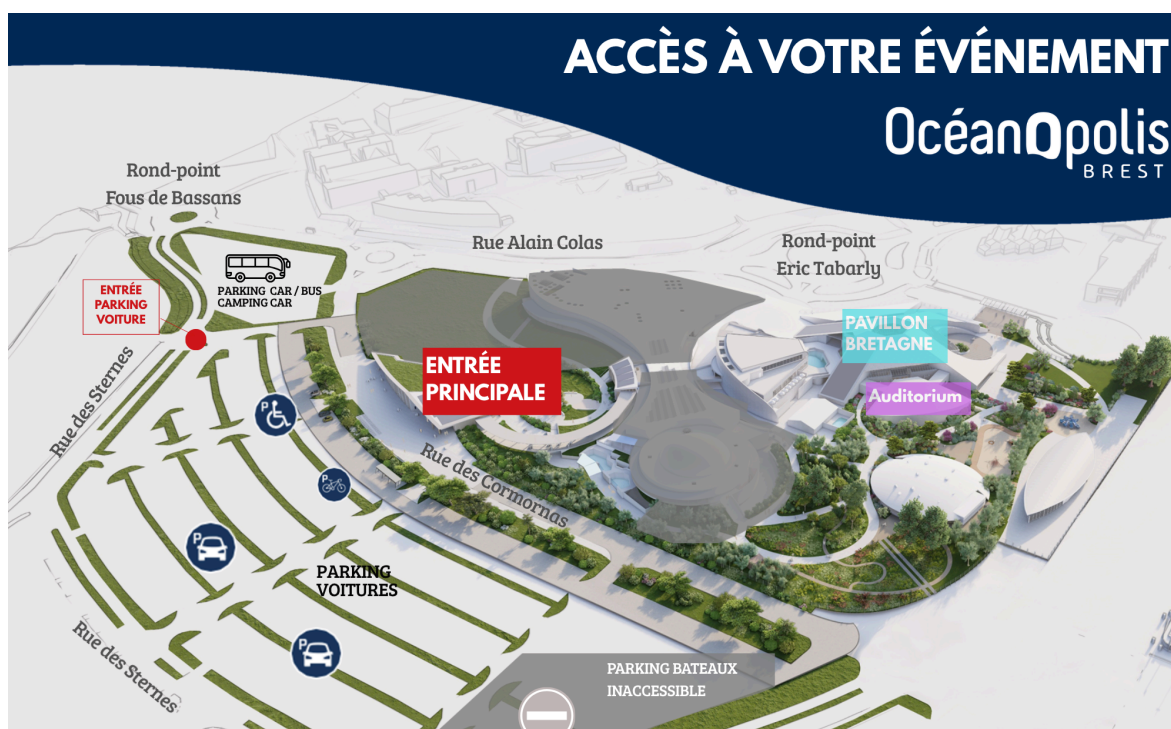 ACCÈS À VOTRE ÉVÉNEMENT
OcéanOpolis
BREST
Rond-point
Fous de Bassans
Rue Alain Colas
Rond-point
Eric Tabarly
PARKING CAR / BUS
CAMPING CAR
ENTRÉE
PARKING
VOITURE
PAVILLON
BRETAGNE
ENTRÉE
PRINCIPALE
Auditorium
Rue des Sternes
P
Rue des Cormornas
P
P
PARKING
VOITURES
P
Rue des Sternes
PARKING BATEAUX
INACCESSIBLE